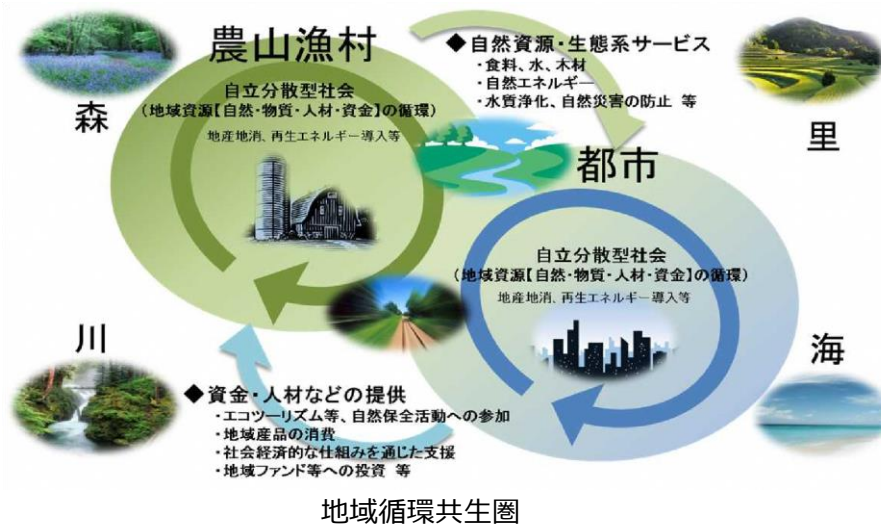 農山漁村
自立分散型社会
(地域資源【自然・物質・人材・資金】の循環)
地産地消、再生エネルギー導入等
◆自然資源・生態系サービス
・食料、水、木材
・自然エネルギー
・水質浄化、自然災害の防止 等
森
里
都市
自立分散型社会
(地域資源【自然・物質・人材・資金】の循環)
地産地消、再生エネルギー導入等
川
海
◆資金・人材などの提供
・エコツーリズム等、自然保全活動への参加
・地域産品の消費
・社会経済的な仕組みを通じた支援
・地域ファンド等への投資 等
地域循環共生圏